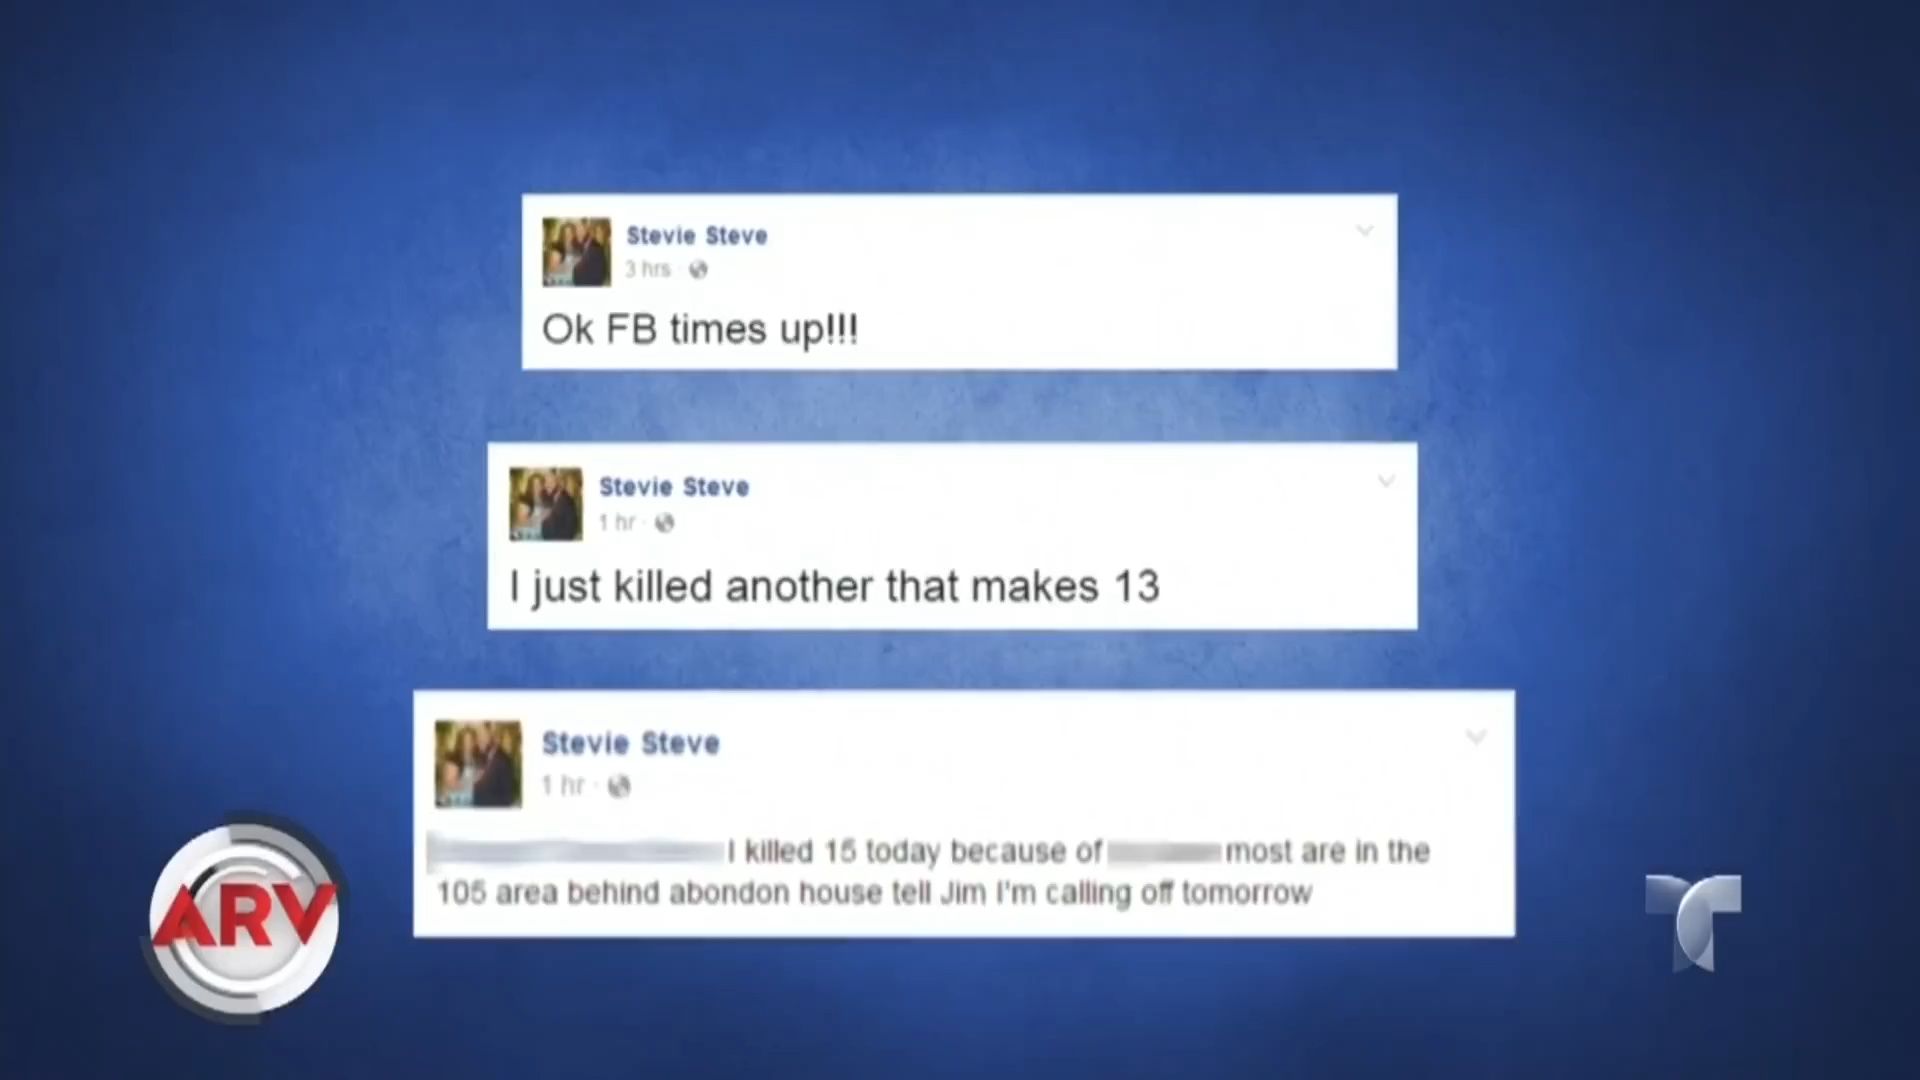 Stevie Steve
3 hrs ·
Ok FB times up!!!
Stevie Steve
1 hr ·
I just killed another that makes 13
Stevie Steve
1 hr ·
I killed 15 today because of most are in the
105 area behind abondon house tell Jim I'm calling off tomorrow
ARV